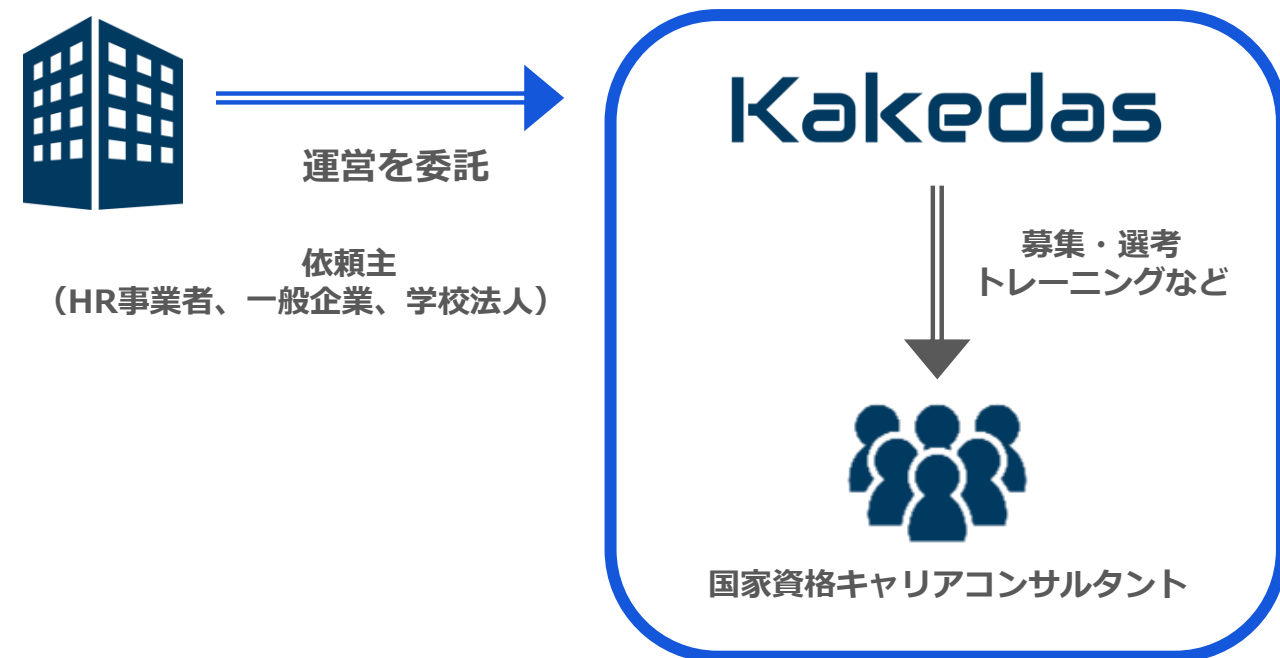 運営を委託
依頼主
（HR事業者、一般企業、学校法人）
Kakedas
募集・選考
トレーニングなど
国家資格キャリアコンサルタント